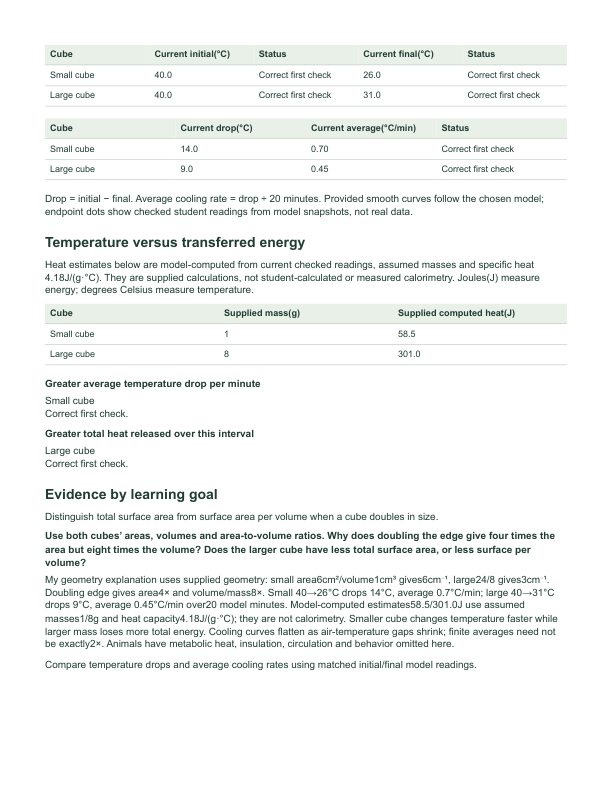 Cube Current initial(°C) Status Current final(°C) Status
Small cube 40.0 Correct first check 26.0 Correct first check
Large cube 40.0 Correct first check 31.0 Correct first check
Cube Current drop(°C) Current average(°C/min) Status
Small cube 14.0 0.70 Correct first check
Large cube 9.0 0.45 Correct first check
Drop = initial − final. Average cooling rate = drop ÷ 20 minutes. Provided smooth curves follow the chosen model;
endpoint dots show checked student readings from model snapshots, not real data.
Temperature versus transferred energy
Heat estimates below are model-computed from current checked readings, assumed masses and specific heat
4.18J/(g·°C). They are supplied calculations, not student-calculated or measured calorimetry. Joules(J) measure
energy; degrees Celsius measure temperature.
Cube Supplied mass(g) Supplied computed heat(J)
Small cube 1 58.5
Large cube 8 301.0
Greater average temperature drop per minute
Small cube
Correct first check.
Greater total heat released over this interval
Large cube
Correct first check.
Evidence by learning goal
Distinguish total surface area from surface area per volume when a cube doubles in size.
Use both cubes’ areas, volumes and area-to-volume ratios. Why does doubling the edge give four times the
area but eight times the volume? Does the larger cube have less total surface area, or less surface per
volume?
My geometry explanation uses supplied geometry: small area6cm²/volume1cm³ gives6cm⁻¹, large24/8 gives3cm⁻¹.
Doubling edge gives area4× and volume/mass8×. Small 40→26°C drops 14°C, average 0.7°C/min; large 40→31°C
drops 9°C, average 0.45°C/min over20 model minutes. Model-computed estimates58.5/301.0J use assumed
masses1/8g and heat capacity4.18J/(g·°C); they are not calorimetry. Smaller cube changes temperature faster while
larger mass loses more total energy. Cooling curves flatten as air-temperature gaps shrink; finite averages need not
be exactly2×. Animals have metabolic heat, insulation, circulation and behavior omitted here.
Compare temperature drops and average cooling rates using matched initial/final model readings.